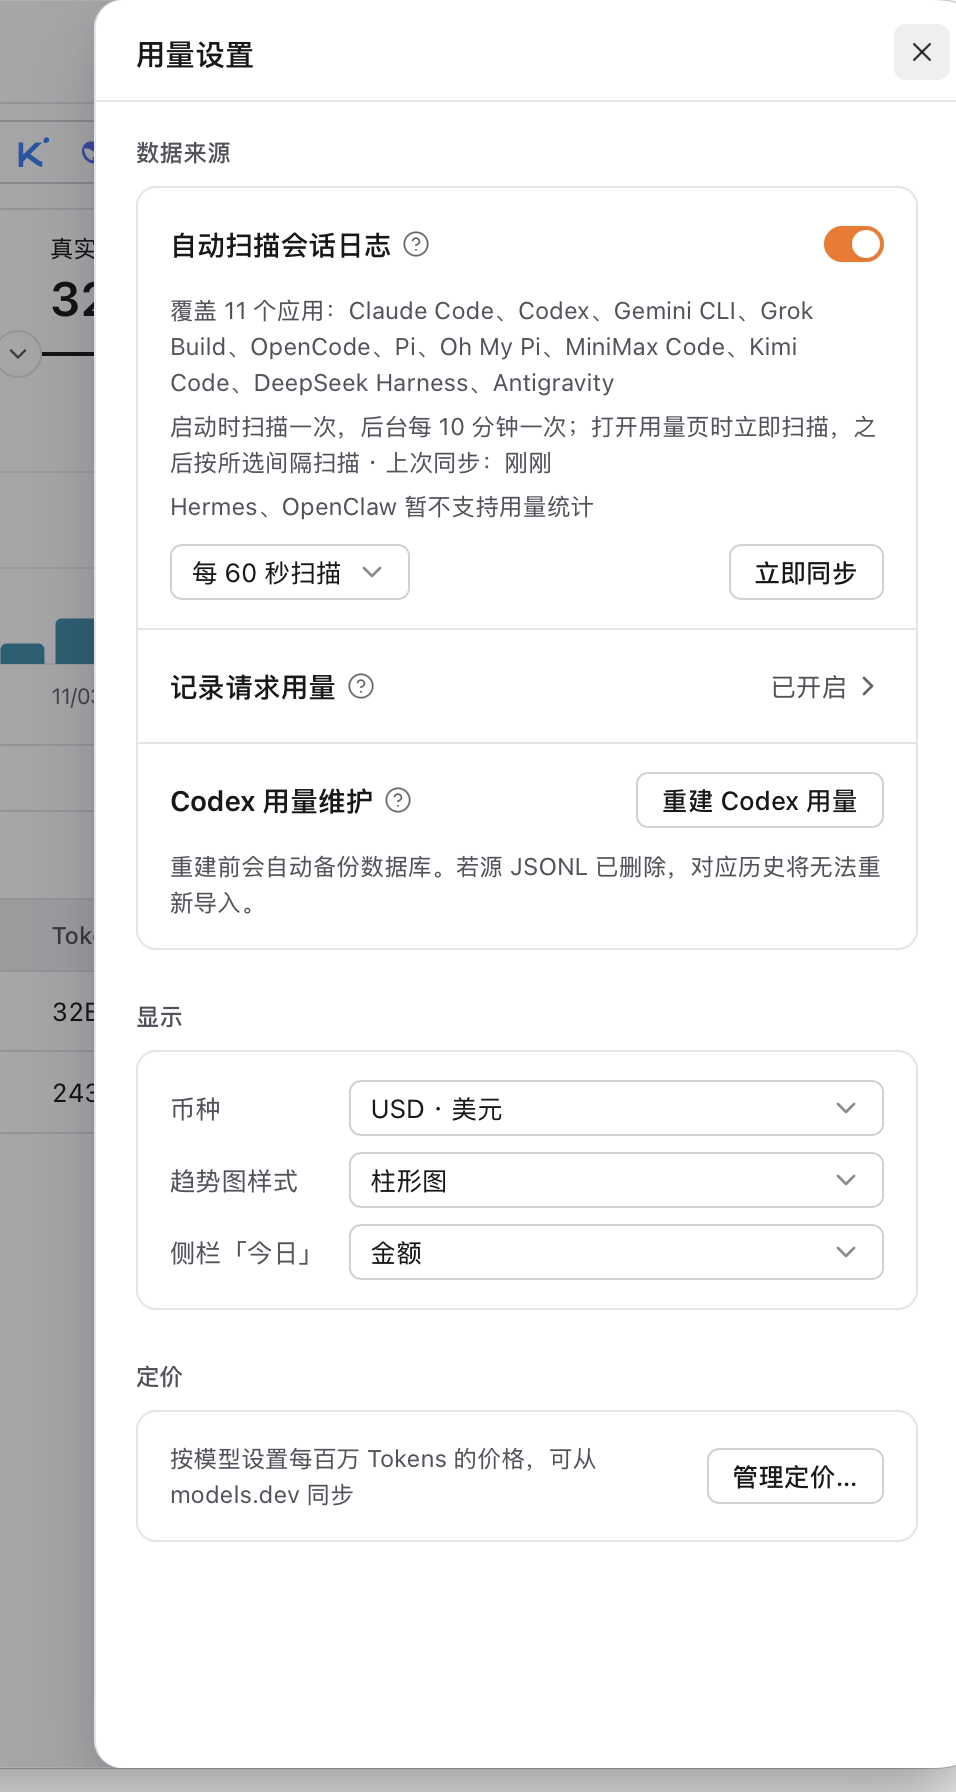 用量设置
数据来源
真实
32
11/03
Tok
32B
243
自动扫描会话日志
覆盖 11 个应用：Claude Code、Codex、Gemini CLI、Grok
Build、OpenCode、Pi、Oh My Pi、MiniMax Code、Kimi
Code、DeepSeek Harness、Antigravity
启动时扫描一次，后台每 10 分钟一次；打开用量页时立即扫描，之
后按所选间隔扫描 · 上次同步：刚刚
Hermes、OpenClaw 暂不支持用量统计
每 60 秒扫描
立即同步
记录请求用量
已开启
Codex 用量维护
重建 Codex 用量
重建前会自动备份数据库。若源 JSONL 已删除，对应历史将无法重
新导入。
显示
币种
USD · 美元
趋势图样式
柱形图
侧栏「今日」
金额
定价
按模型设置每百万 Tokens 的价格，可从
models.dev 同步
管理定价...